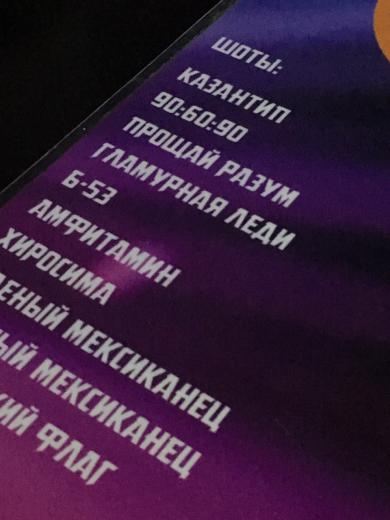 ШОТЫ:
КАЗАНТИП
90:60:90
ПРОЩАЙ РАЗУМ
ГЛАМУРНАЯ ЛЕДИ
Б-53
АМФИТАМИН
ХИРОСИМА
МЕКСИКАНЕЦ
МЕКСИКАНЕЦ
ФЛАГ